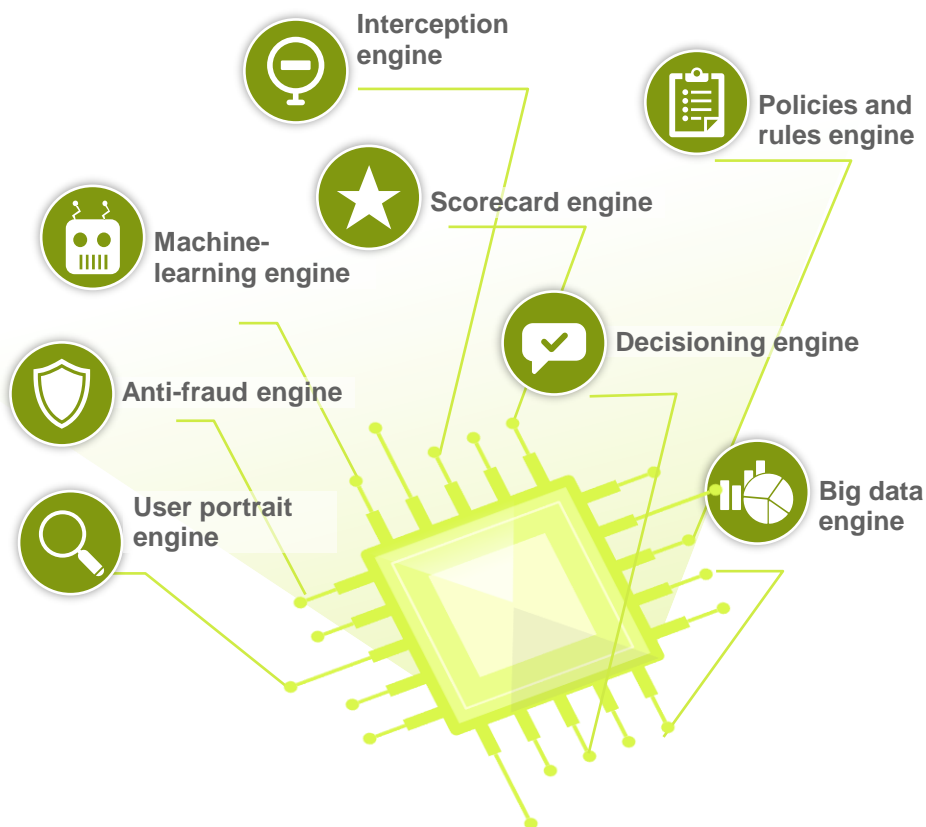 Interception
engine
Policies and
rules engine
Scorecard engine
Machine-
learning engine
Decisioning engine
Anti-fraud engine
Big data
engine
User portrait
engine